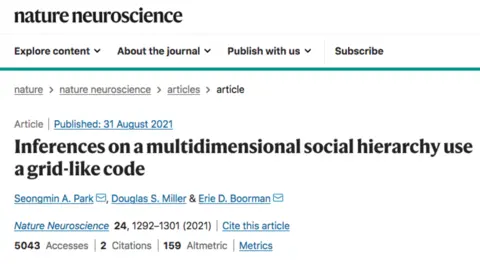 nature neuroscience
Explore content About the journal Publish with us Subscribe
nature > nature neuroscience > articles > article
Article | Published: 31 August 2021
Inferences on a multidimensional social hierarchy use
a grid-like code
Seongmin A. Park, Douglas S. Miller & Erie D. Boorman
Nature Neuroscience 24, 1292–1301 (2021) | Cite this article
5043 Accesses | 2 Citations | 159 Altmetric | Metrics